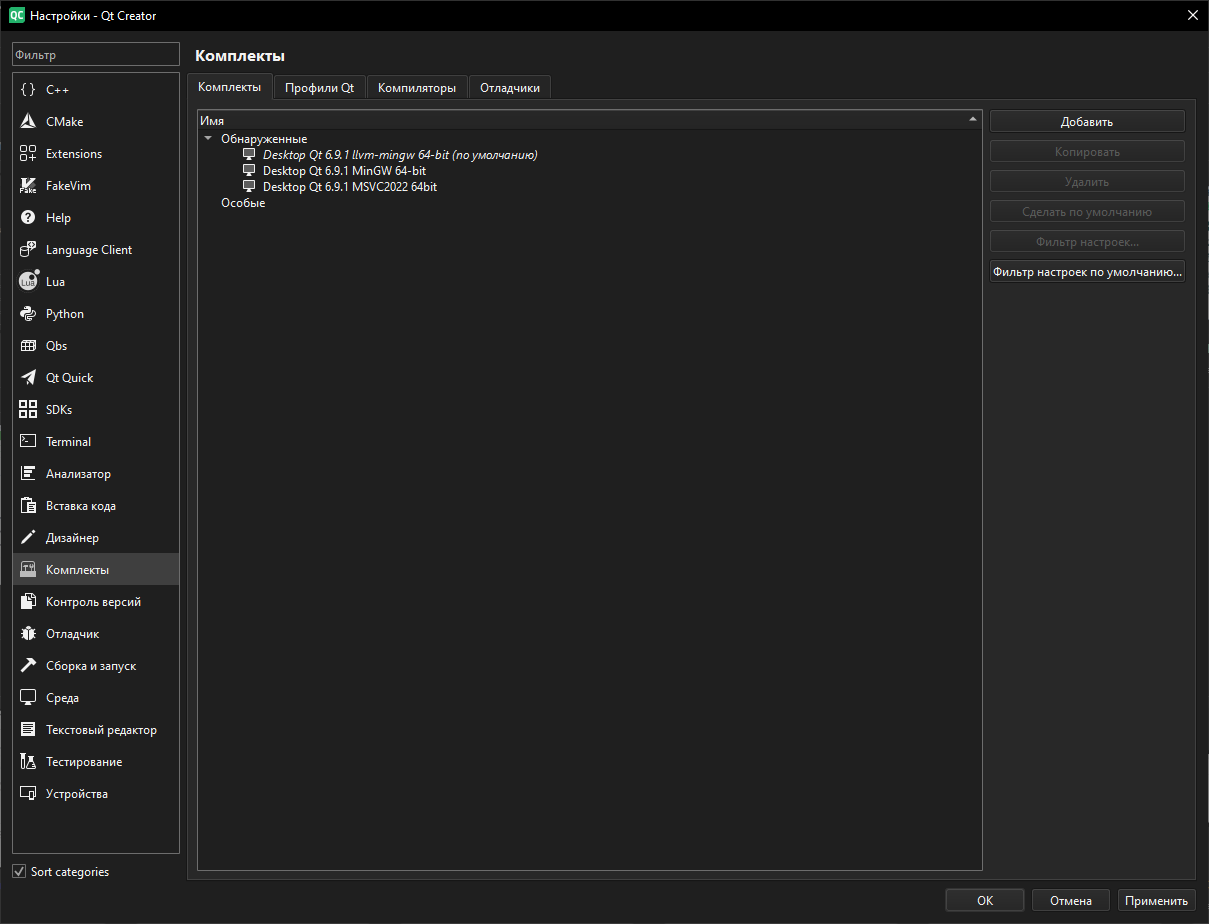 Настройки - Qt Creator
Фильтр
C++
CMake
Extensions
FakeVim
Help
Language Client
Lua
Python
Qbs
Qt Quick
SDKs
Terminal
Анализатор
Вставка кода
Дизайнер
Комплекты
Контроль версий
Отладчик
Сборка и запуск
Среда
Текстовый редактор
Тестирование
Устройства
Sort categories
Комплекты
Комплекты Профили Qt Компиляторы Отладчики
Имя
Обнаруженные
Desktop Qt 6.9.1 llvm-mingw 64-bit (по умолчанию)
Desktop Qt 6.9.1 MinGW 64-bit
Desktop Qt 6.9.1 MSVC2022 64bit
Особые
Добавить
Копировать
Удалить
Сделать по умолчанию
Фильтр настроек...
Фильтр настроек по умолчанию...
OK Отмена Применить